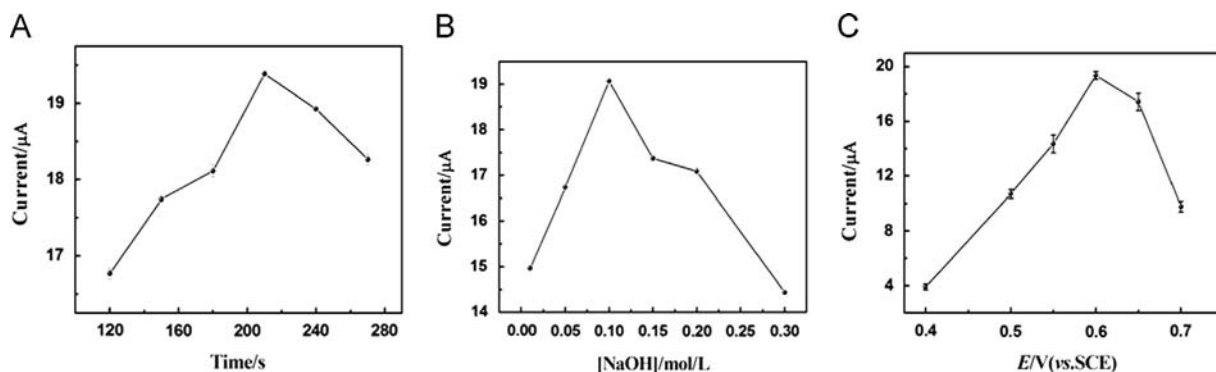 A
Current/μA
19
18
17
120 160 200 240 280
Time/s
B
Current/μA
19
18
17
16
15
14
0.00 0.05 0.10 0.15 0.20 0.25 0.30
[NaOH]/mol/L
C
Current/μA
20
16
12
8
4
0.4 0.5 0.6 0.7
E/V(vs.SCE)